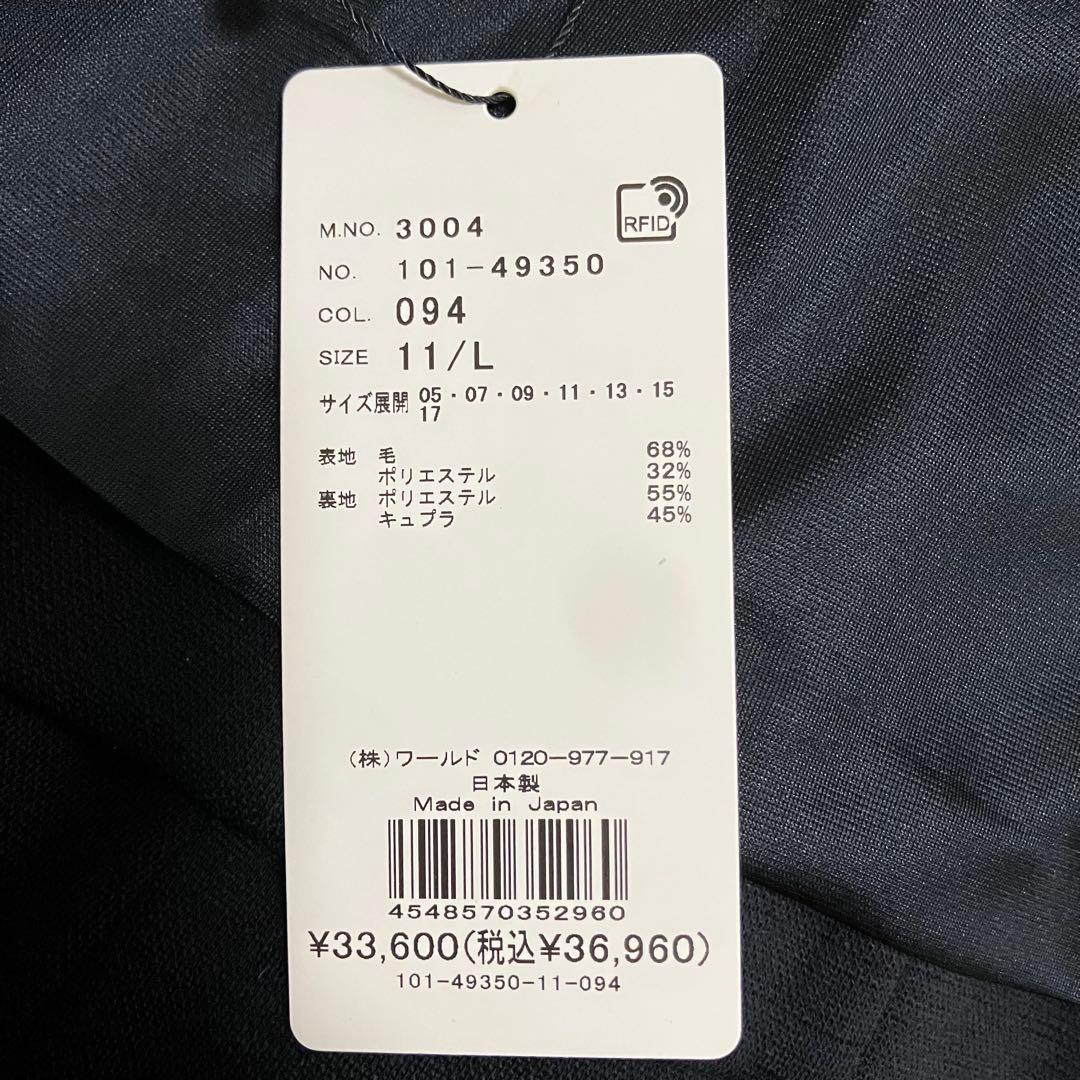 RFID
M.NO. 3004
NO. 101-49350
COL. 094
SIZE 11/L
サイズ展開 05・07・09・11・13・15
17
表地 毛 68%
ポリエステル 32%
裏地 ポリエステル 55%
キュプラ 45%
(株)ワールド 0120-977-917
日本製
Made in Japan
4548570352960
¥33,600(税込¥36,960)
101-49350-11-094